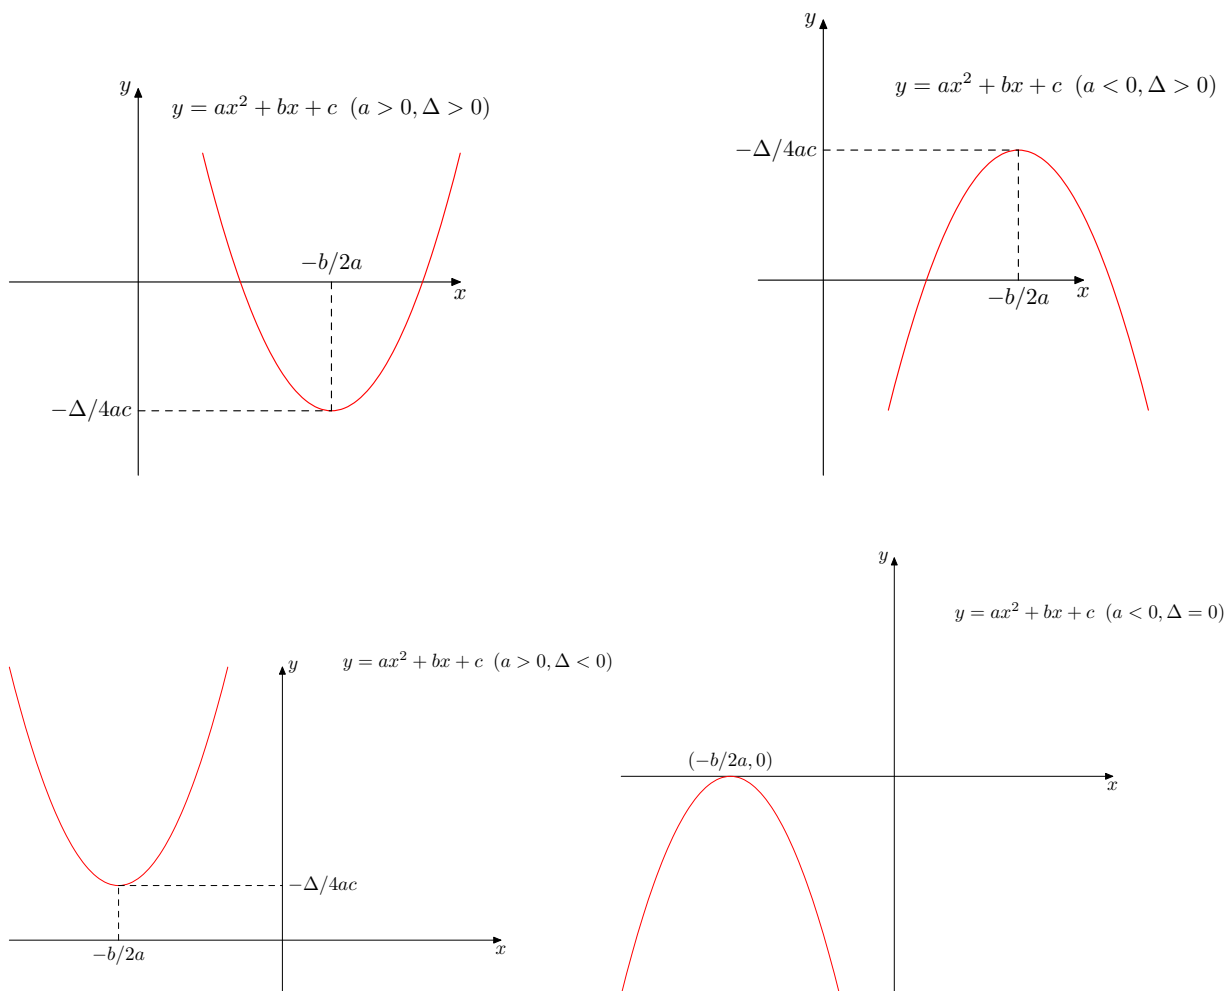 y
y = ax² + bx + c (a > 0, Δ > 0)
−b/2a
x
−Δ/4ac
y
y = ax² + bx + c (a < 0, Δ > 0)
−Δ/4ac
−b/2a
x
y
y = ax² + bx + c (a > 0, Δ < 0)
−Δ/4ac
−b/2a
x
y
y = ax² + bx + c (a < 0, Δ = 0)
(−b/2a, 0)
x